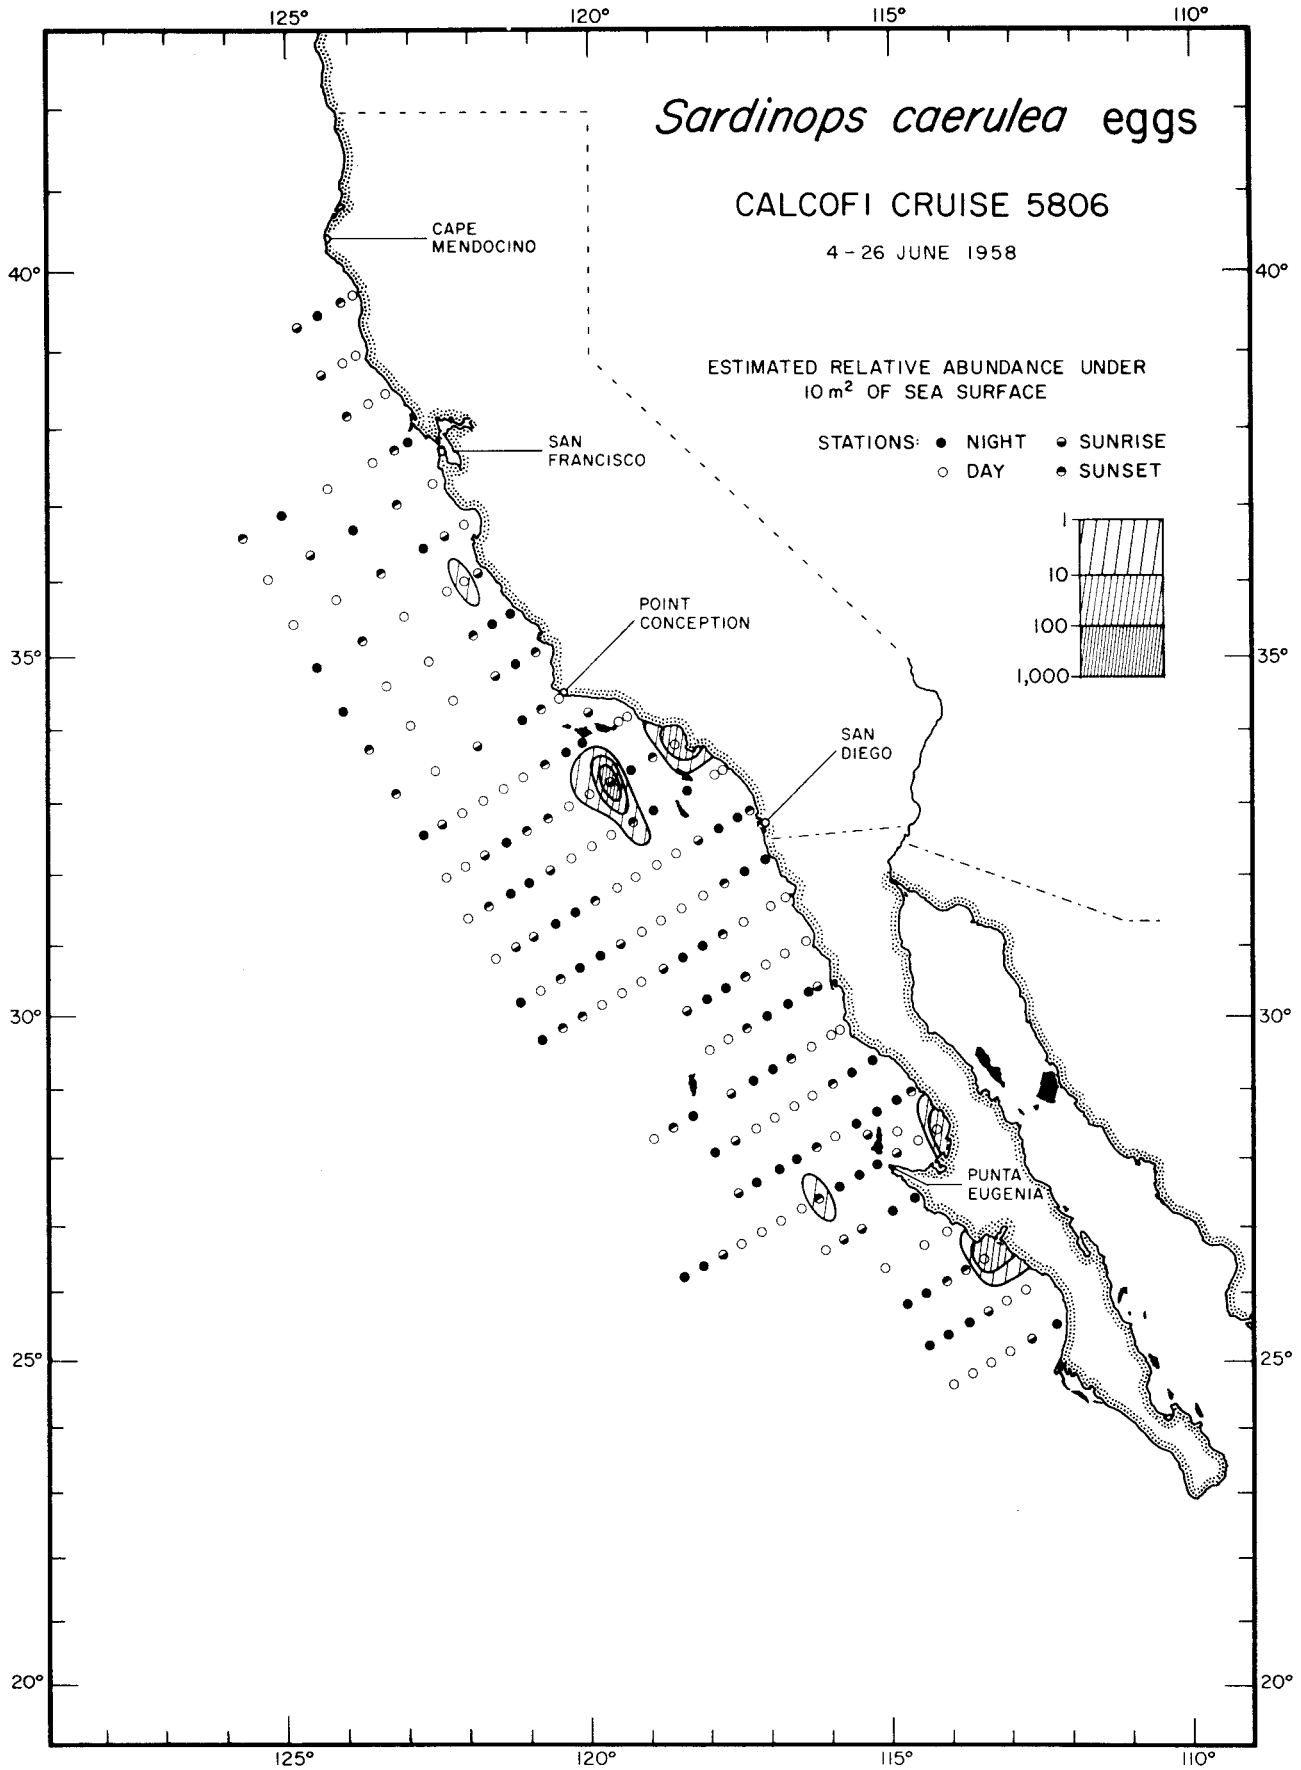 125°
120°
115°
110°
Sardinops caerulea eggs
CALCOFI CRUISE 5806
4-26 JUNE 1958
CAPE
MENDOCINO
40°
40°
ESTIMATED RELATIVE ABUNDANCE UNDER
10m² OF SEA SURFACE
STATIONS: ● NIGHT SUNRISE
○ DAY SUNSET
SAN
FRANCISCO
1
10
100
1,000
POINT
CONCEPTION
35°
35°
SAN
DIEGO
30°
30°
PUNTA
EUGENIA
25°
25°
20°
20°
125°
120°
115°
110°